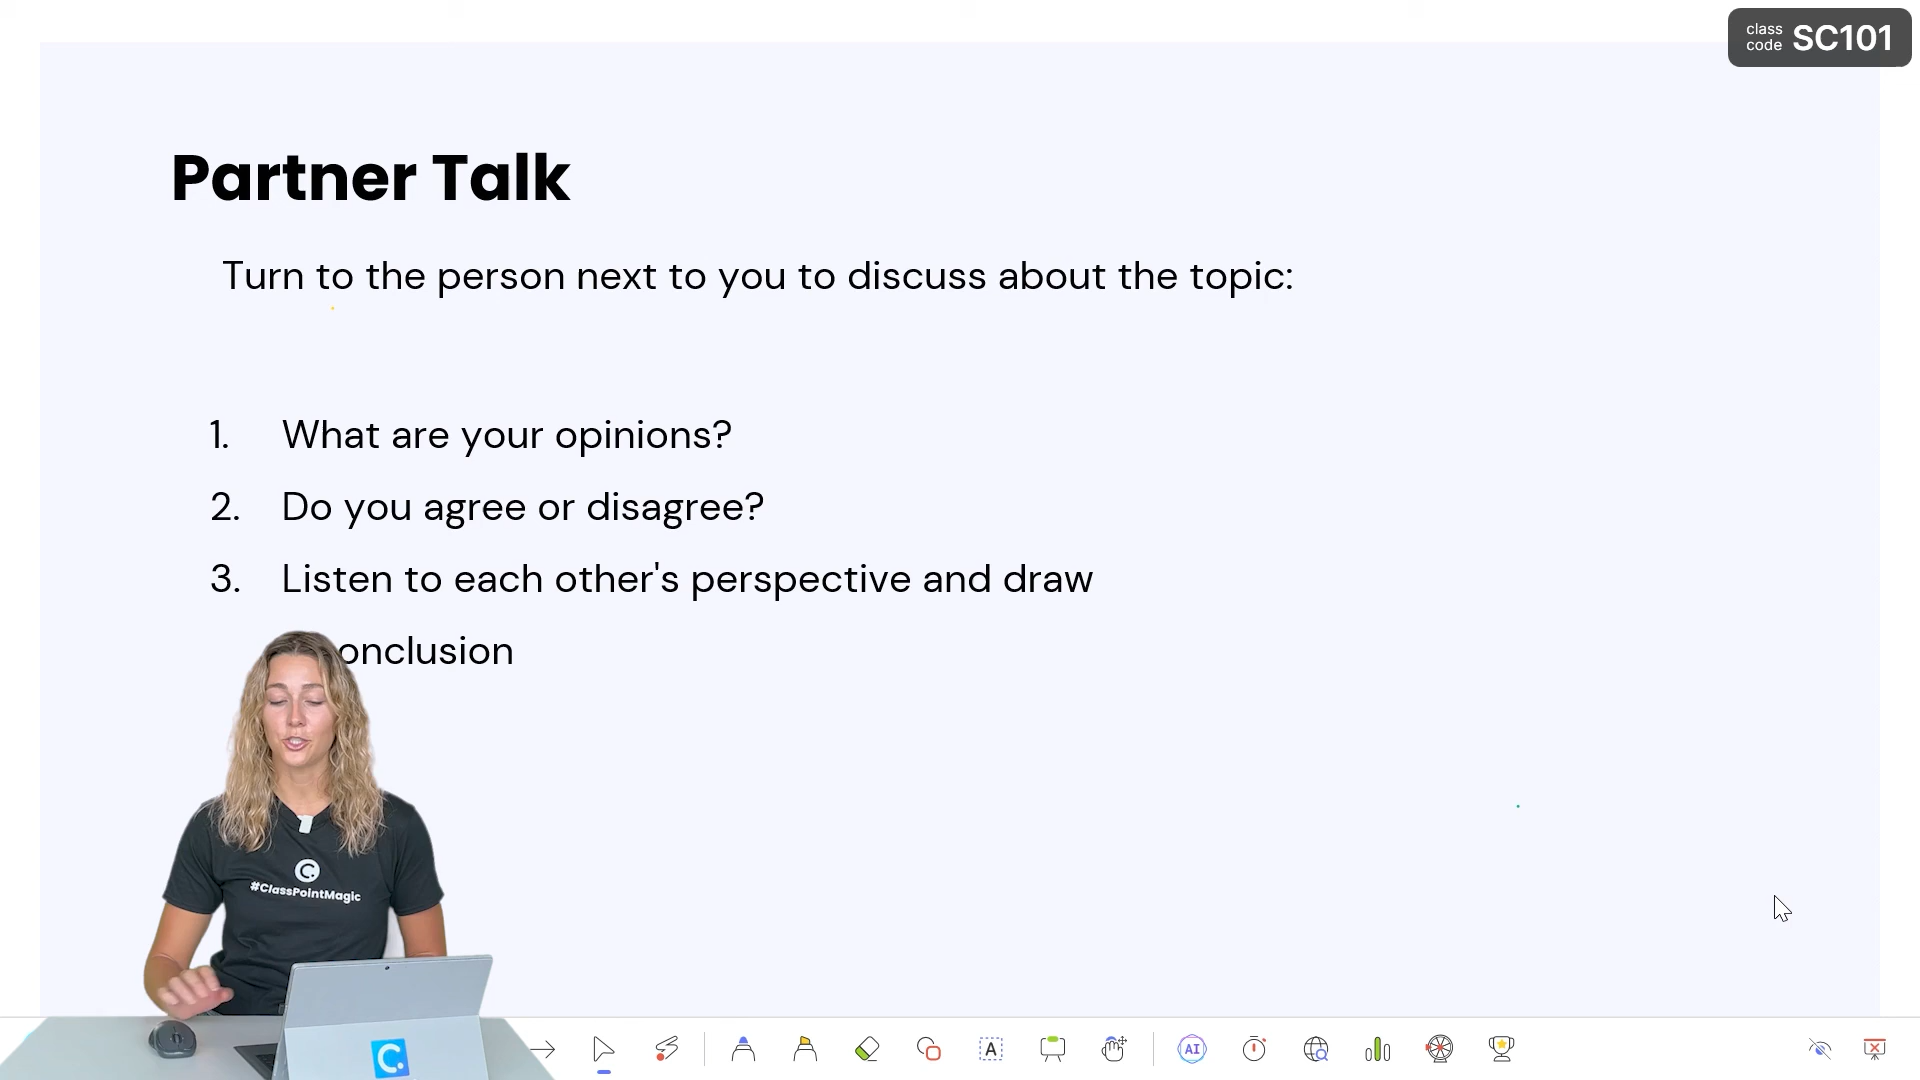 class
code SC101
Partner Talk
Turn to the person next to you to discuss about the topic:
1. What are your opinions?
2. Do you agree or disagree?
3. Listen to each other's perspective and draw
onclusion
#ClassPointMagic
A
AI